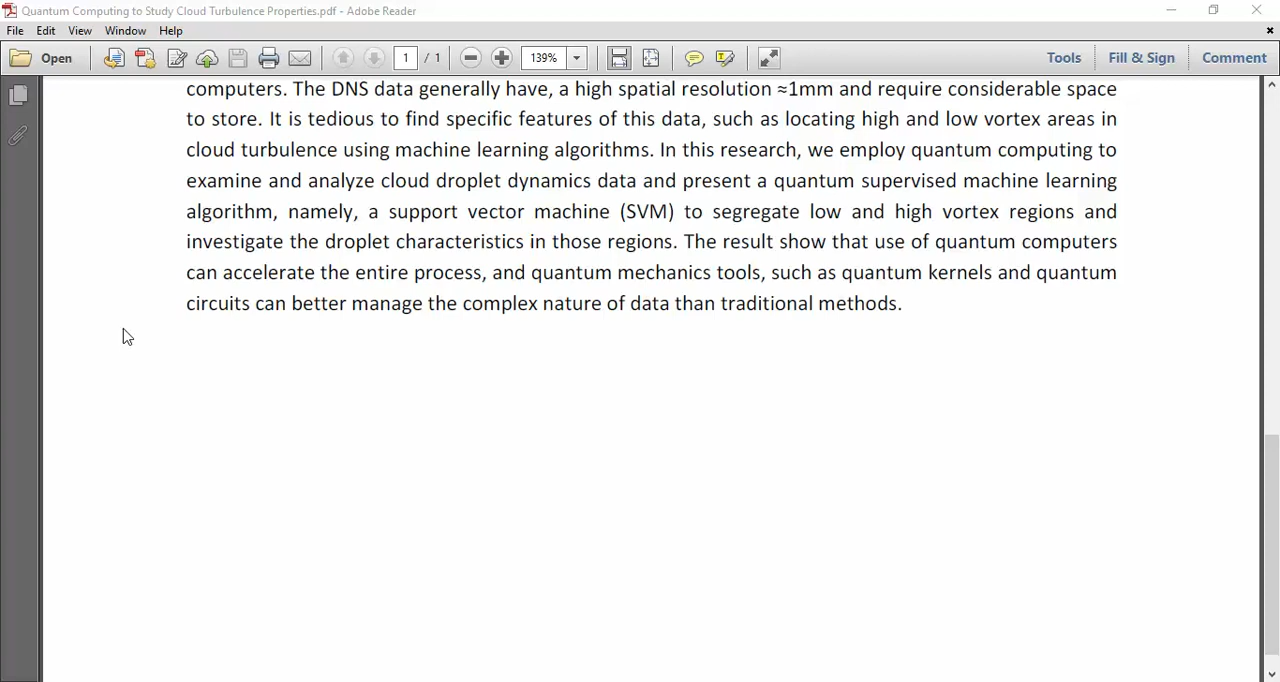 Quantum Computing to Study Cloud Turbulence Properties.pdf - Adobe Reader
File Edit View Window Help
Open 1 / 1 139% Tools Fill & Sign Comment
computers. The DNS data generally have, a high spatial resolution ≈1mm and require considerable space
to store. It is tedious to find specific features of this data, such as locating high and low vortex areas in
cloud turbulence using machine learning algorithms. In this research, we employ quantum computing to
examine and analyze cloud droplet dynamics data and present a quantum supervised machine learning
algorithm, namely, a support vector machine (SVM) to segregate low and high vortex regions and
investigate the droplet characteristics in those regions. The result show that use of quantum computers
can accelerate the entire process, and quantum mechanics tools, such as quantum kernels and quantum
circuits can better manage the complex nature of data than traditional methods.